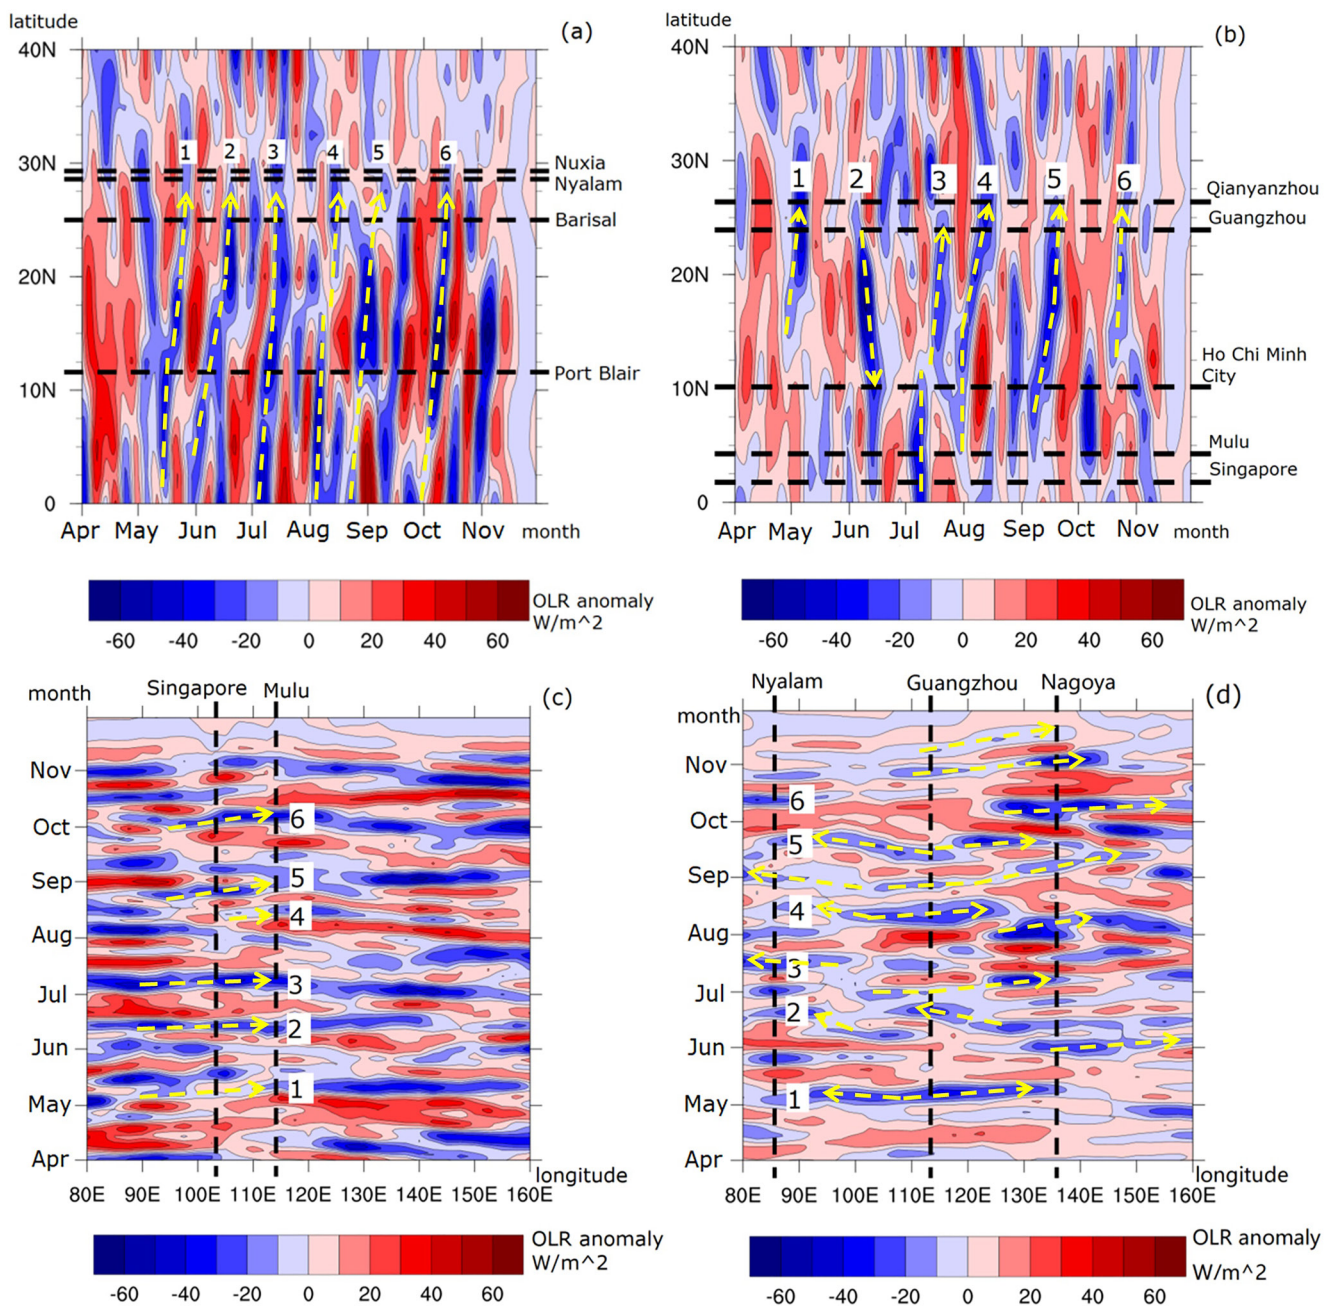 latitude
(a)
40N
30N
20N
10N
0
1 2 3 4 5 6
Nuxia
Nyalam
Barisal
Port Blair
Apr May Jun Jul Aug Sep Oct Nov month
-60 -40 -20 0 20 40 60
OLR anomaly
W/m^2
latitude
(b)
40N
30N
20N
10N
0
1 2 3 4 5 6
Qianyanzhou
Guangzhou
Ho Chi Minh
City
Mulu
Singapore
Apr May Jun Jul Aug Sep Oct Nov month
-60 -40 -20 0 20 40 60
OLR anomaly
W/m^2
month
Singapore Mulu
(c)
Nov
Oct
Sep
Aug
Jul
Jun
May
Apr
6
5
4
3
2
1
longitude
80E 90E 100E 110E 120E 130E 140E 150E 160E
-60 -40 -20 0 20 40 60
OLR anomaly
W/m^2
Nyalam Guangzhou Nagoya
(d)
month
Nov
Oct
Sep
Aug
Jul
Jun
May
Apr
6
5
4
3
2
1
longitude
80E 90E 100E 110E 120E 130E 140E 150E 160E
-60 -40 -20 0 20 40 60
OLR anomaly
W/m^2